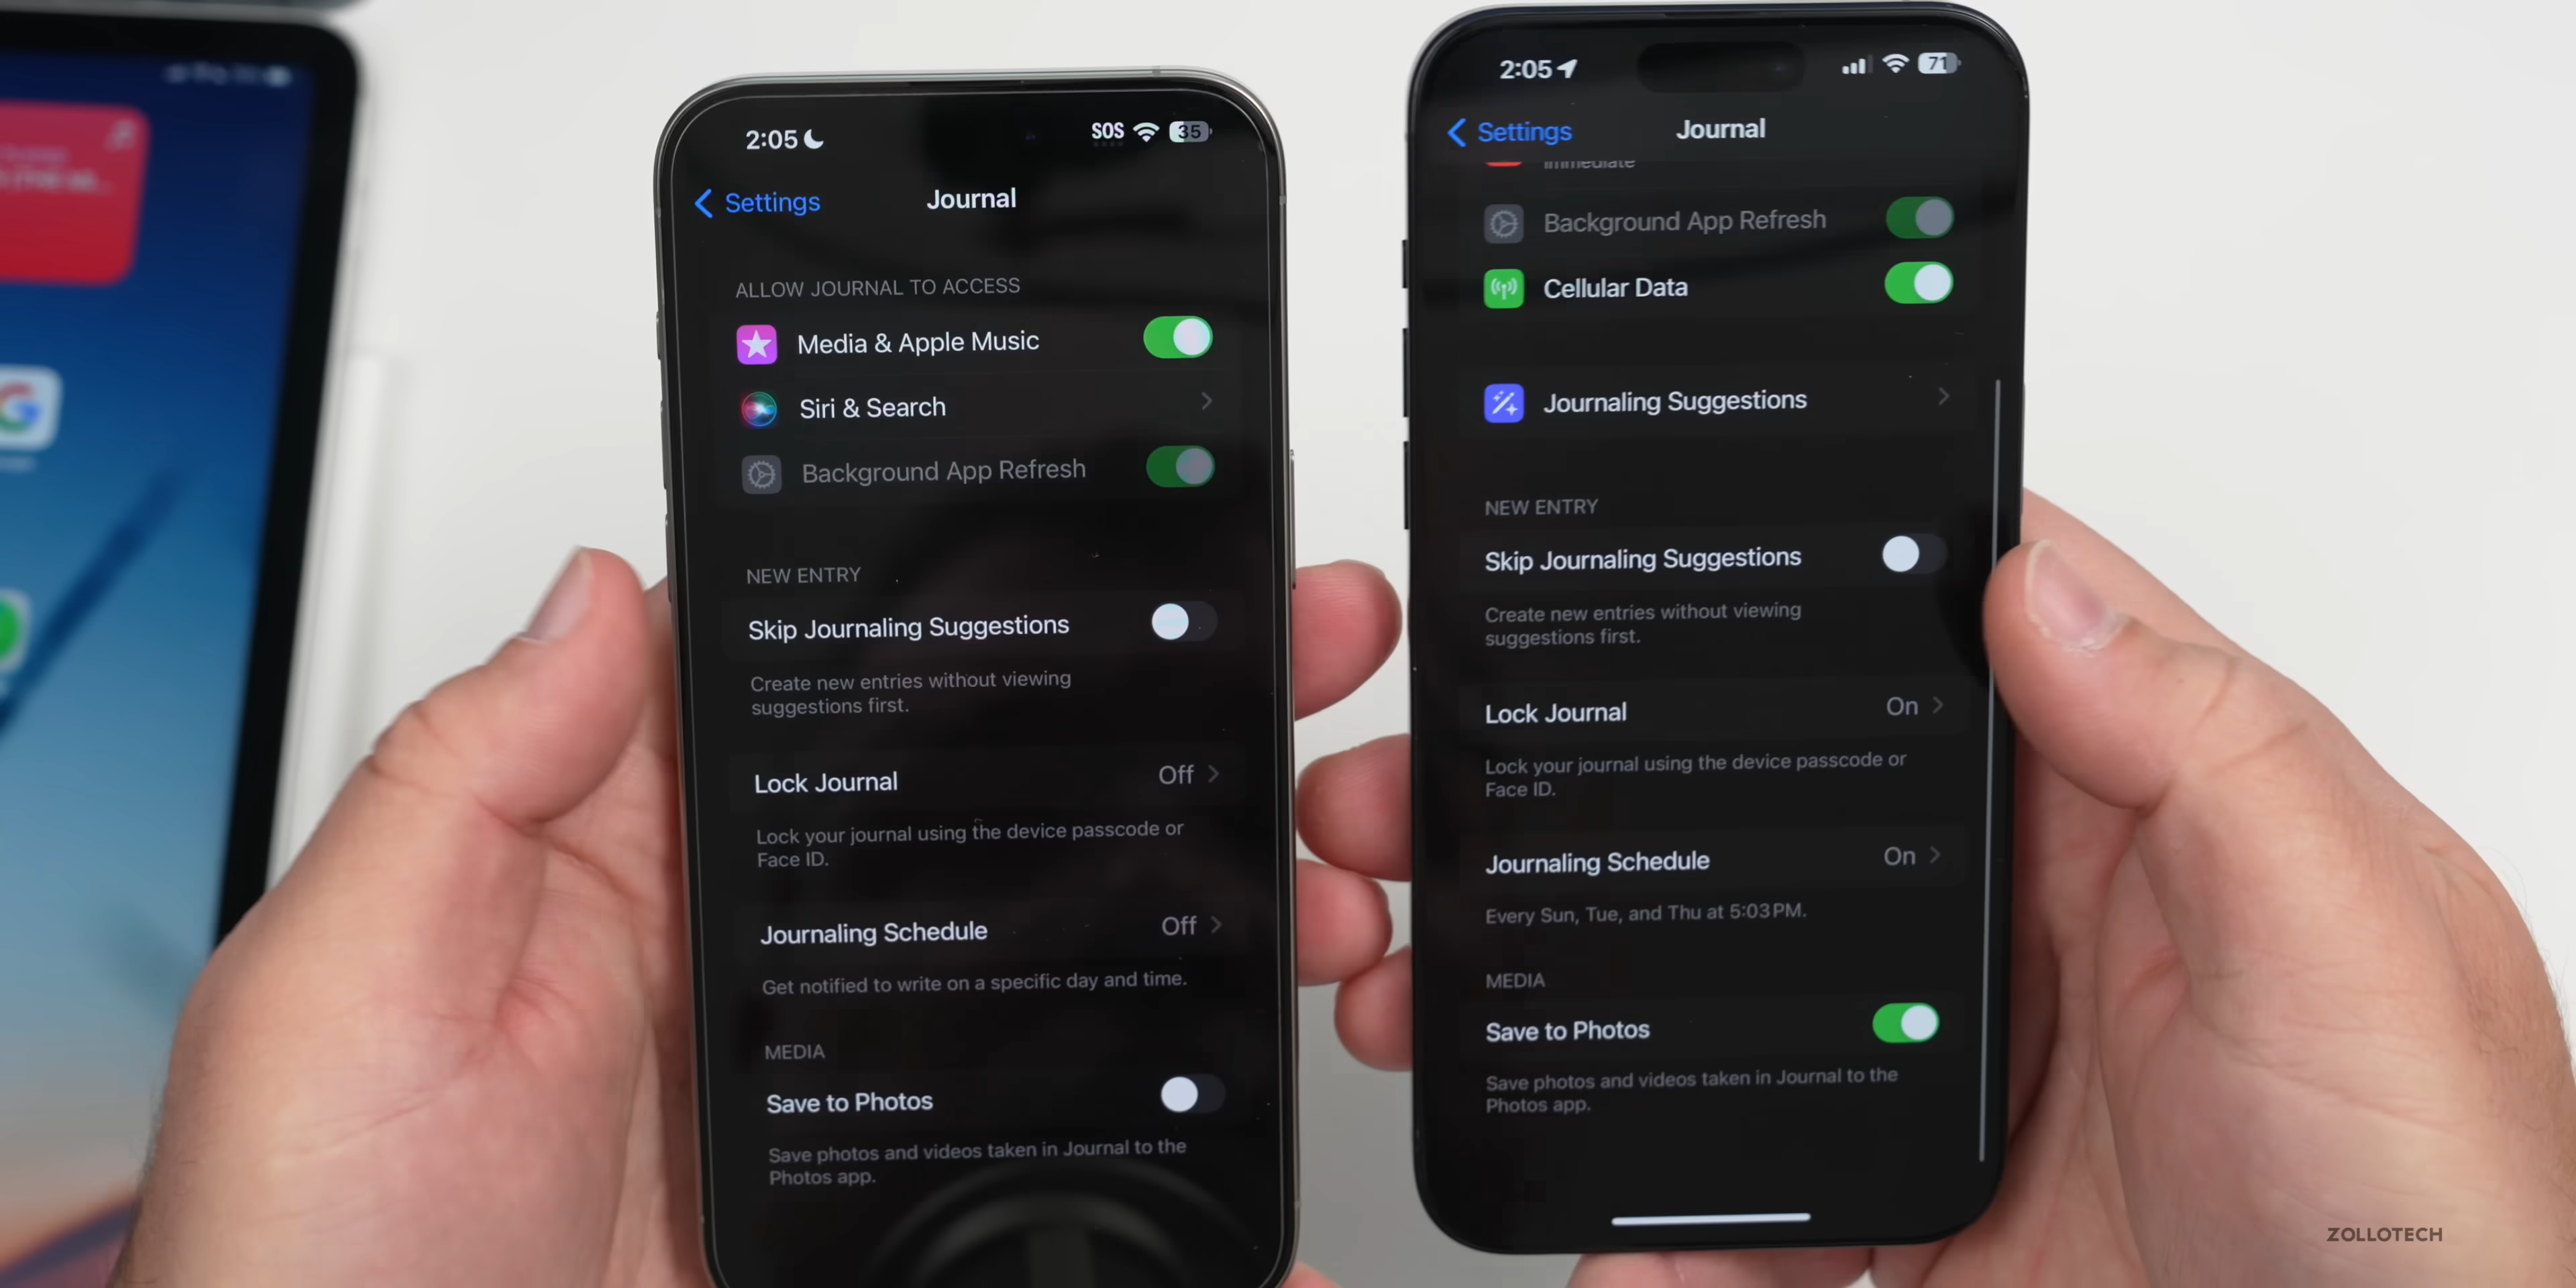 2:05
SOS
35
Settings
Journal
ALLOW JOURNAL TO ACCESS
Media & Apple Music
Siri & Search
Background App Refresh
NEW ENTRY
Skip Journaling Suggestions
Create new entries without viewing
suggestions first.
Lock Journal
Off
Lock your journal using the device passcode or
Face ID.
Journaling Schedule
Off
Get notified to write on a specific day and time.
MEDIA
Save to Photos
Save photos and videos taken in Journal to the
Photos app.
2:05
71
Settings
Journal
Immediate
Background App Refresh
Cellular Data
Journaling Suggestions
NEW ENTRY
Skip Journaling Suggestions
Create new entries without viewing
suggestions first.
Lock Journal
On
Lock your journal using the device passcode or
Face ID.
Journaling Schedule
On
Every Sun, Tue, and Thu at 5:03 PM.
MEDIA
Save to Photos
Save photos and videos taken in Journal to the
Photos app.
ZOLLOTECH